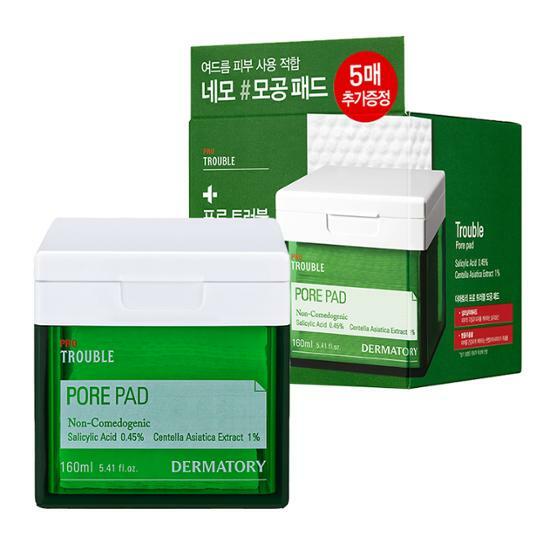 여드름 피부 사용 적합
네모 #모공 패드
5매
추가증정
PRO
TROUBLE
프로 트러블
Trouble
Pore pad
Salicylic Acid 0.45%
Centella Asiatica Extract 1%
PRO
TROUBLE
PORE PAD
Non-Comedogenic
Salicylic Acid 0.45% Centella Asiatica Extract 1%
160ml 5.41 fl.oz.
DERMATORY
PRO
TROUBLE
PORE PAD
Non-Comedogenic
Salicylic Acid 0.45% Centella Asiatica Extract 1%
160ml 5.41 fl.oz.
DERMATORY